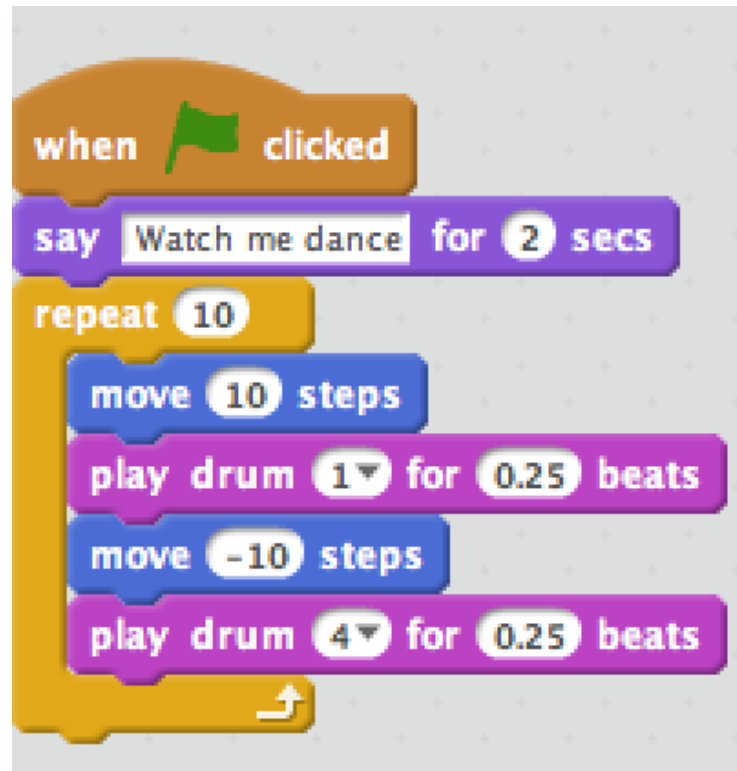 when clicked
say Watch me dance for 2 secs
repeat 10
move 10 steps
play drum 1 for 0.25 beats
move -10 steps
play drum 4 for 0.25 beats